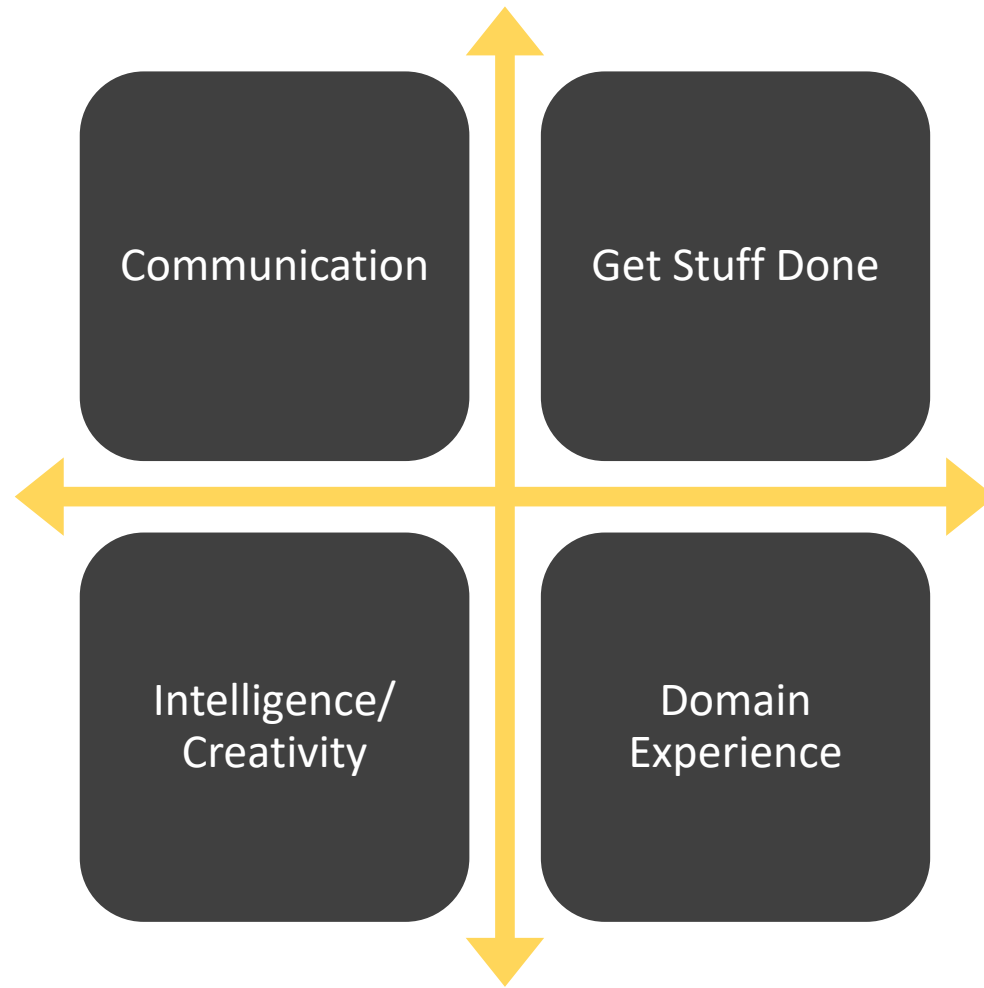 Communication
Get Stuff Done
Intelligence/
Creativity
Domain
Experience